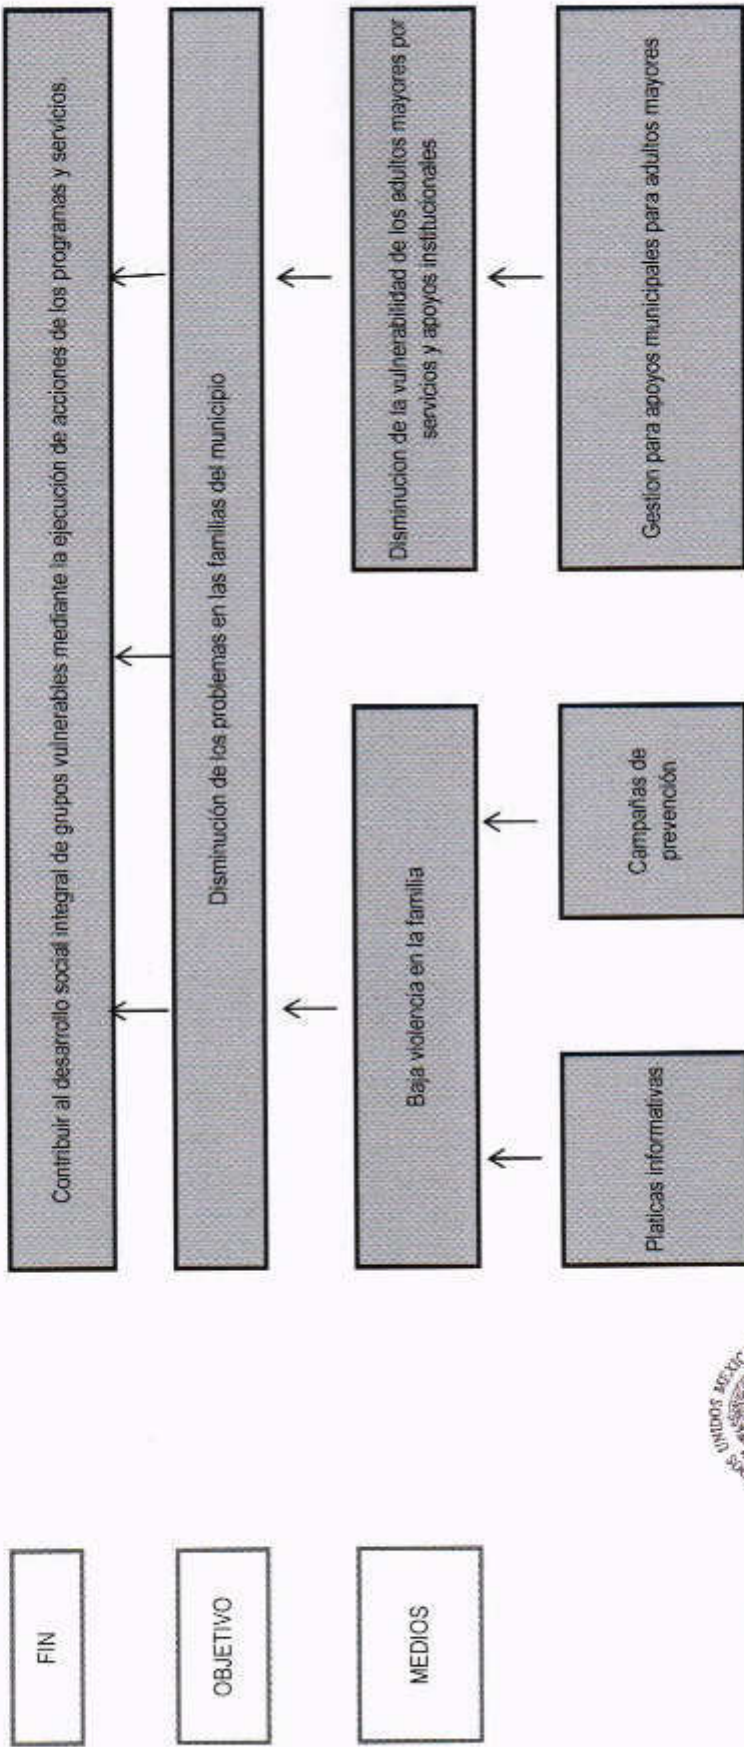 FIN
Contribuir al desarrollo social integral de grupos vulnerables mediante la ejecución de acciones de los programas y servicios.
OBJETIVO
Disminución de los problemas en las familias del municipio
MEDIOS
Baja violencia en la familia
Disminucion de la vulnerabilidad de los adultos mayores por
servicios y apoyos institucionales
Platicas informativas
Campañas de
prevención
Gestion para apoyos municipales para adultos mayores
UNIDOS